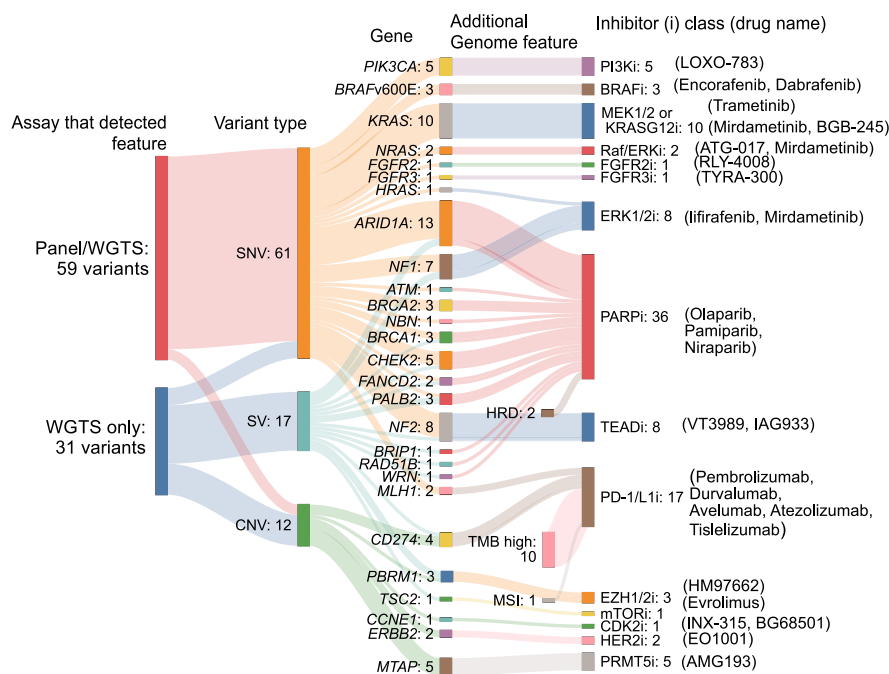 Gene
Additional
Genome feature
Inhibitor (i) class (drug name)
Assay that detected
feature
Variant type
Panel/WGTS:
59 variants
WGTS only:
31 variants
SNV: 61
SV: 17
CNV: 12
PIK3CA: 5
BRAFv600E: 3
KRAS: 10
NRAS: 2
FGFR2: 1
FGFR3: 1
HRAS: 1
ARID1A: 13
NF1: 7
ATM: 1
BRCA2: 3
NBN: 1
BRCA1: 3
CHEK2: 5
FANCD2: 2
PALB2: 3
NF2: 8
BRIP1: 1
RAD51B: 1
WRN: 1
MLH1: 2
CD274: 4
PBRM1: 3
TSC2: 1
CCNE1: 1
ERBB2: 2
MTAP: 5
HRD: 2
TMB high:
10
MSI: 1
PI3Ki: 5 (LOXO-783)
BRAFi: 3 (Encorafenib, Dabrafenib)
MEK1/2 or (Trametinib)
KRASG12i: 10 (Mirdametinib, BGB-245)
Raf/ERKi: 2 (ATG-017, Mirdametinib)
FGFR2i: 1 (RLY-4008)
FGFR3i: 1 (TYRA-300)
ERK1/2i: 8 (lifirafenib, Mirdametinib)
PARPi: 36 (Olaparib,
Pamiparib,
Niraparib)
TEADi: 8 (VT3989, IAG933)
PD-1/L1i: 17 (Pembrolizumab,
Durvalumab,
Avelumab, Atezolizumab,
Tislelizumab)
EZH1/2i: 3 (HM97662)
mTORi: 1 (Evrolimus)
CDK2i: 1 (INX-315, BG68501)
HER2i: 2 (EO1001)
PRMT5i: 5 (AMG193)